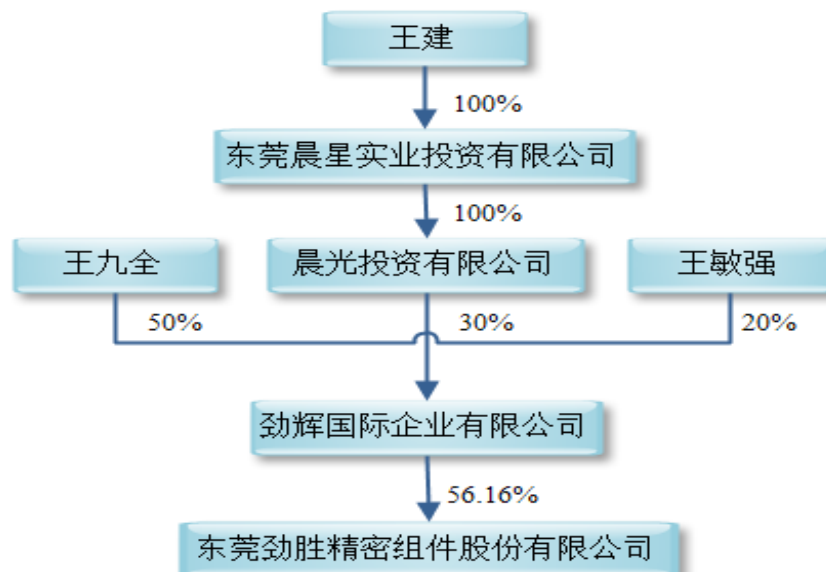 王建
100%
东莞晨星实业投资有限公司
100%
王九全
晨光投资有限公司
王敏强
50%
30%
20%
劲辉国际企业有限公司
56.16%
东莞劲胜精密组件股份有限公司